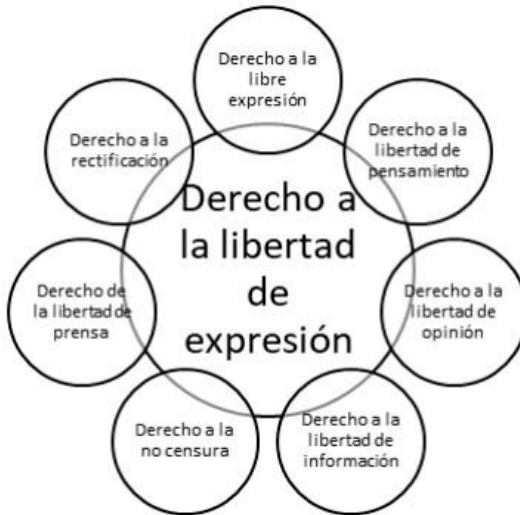 Derecho a la
libre
expresión
Derecho a la
libertad de
pensamiento
Derecho a la
libertad de
opinión
Derecho a la
libertad de
información
Derecho a la
no censura
Derecho de
la libertad de
prensa
Derecho a la
rectificación
Derecho a
la libertad
de
expresión